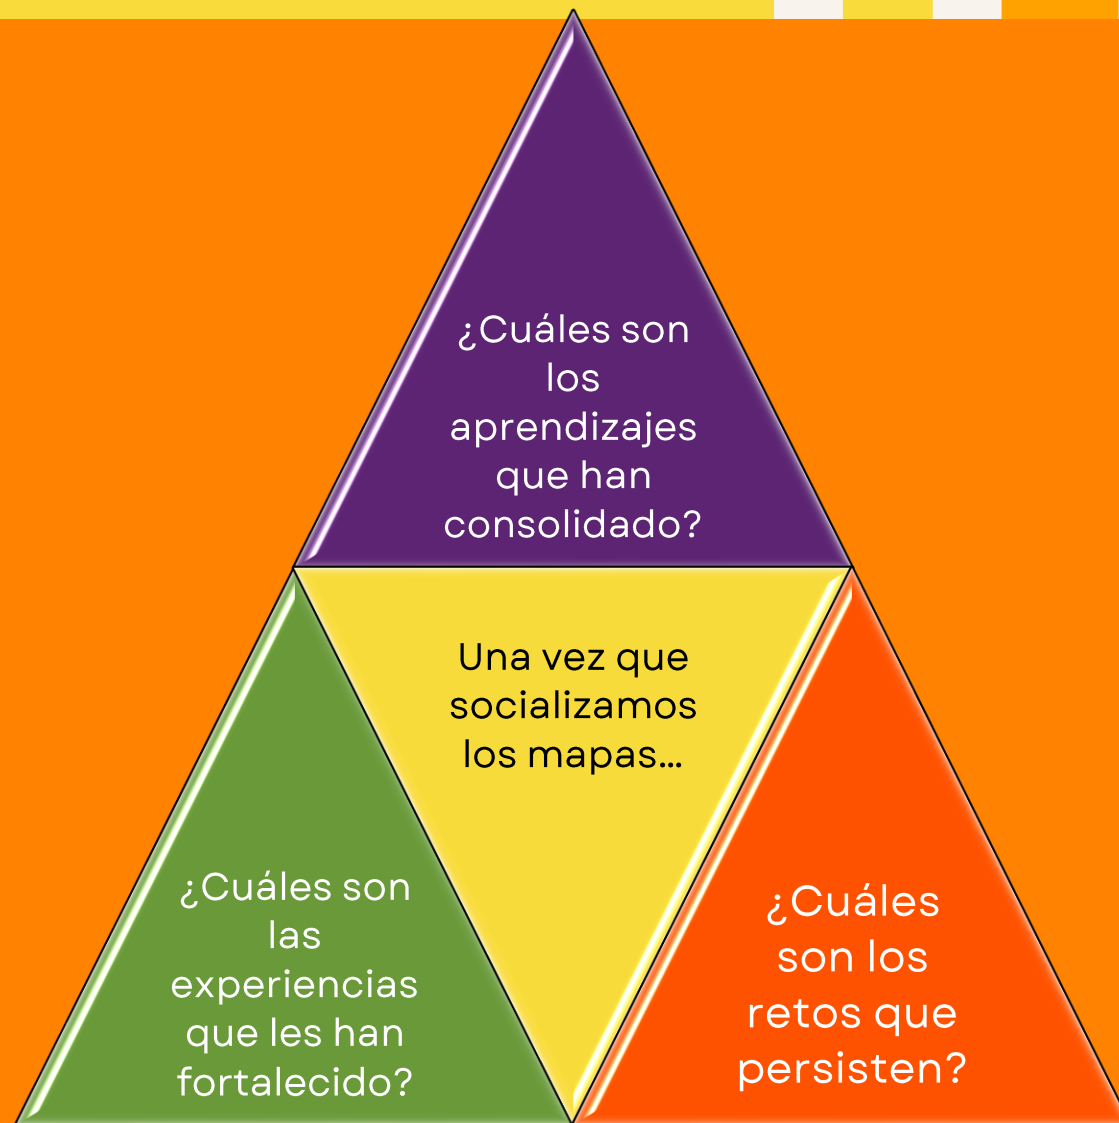 ¿Cuáles son
los
aprendizajes
que han
consolidado?
Una vez que
socializamos
los mapas...
¿Cuáles son
las
experiencias
que les han
fortalecido?
¿Cuáles
son los
retos que
persisten?